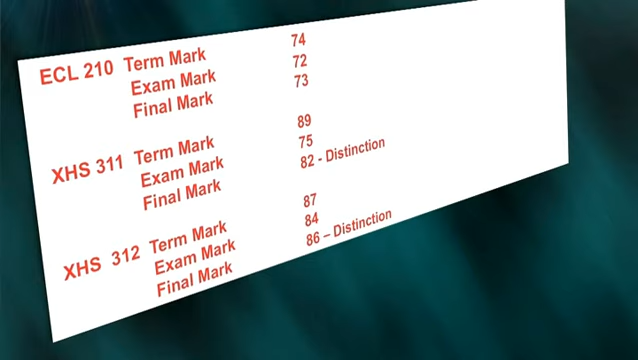 ECL 210 Term Mark 74
Exam Mark 72
Final Mark 73
XHS 311 Term Mark 89
Exam Mark 75
Final Mark 82 - Distinction
XHS 312 Term Mark 87
Exam Mark 84
Final Mark 86 – Distinction